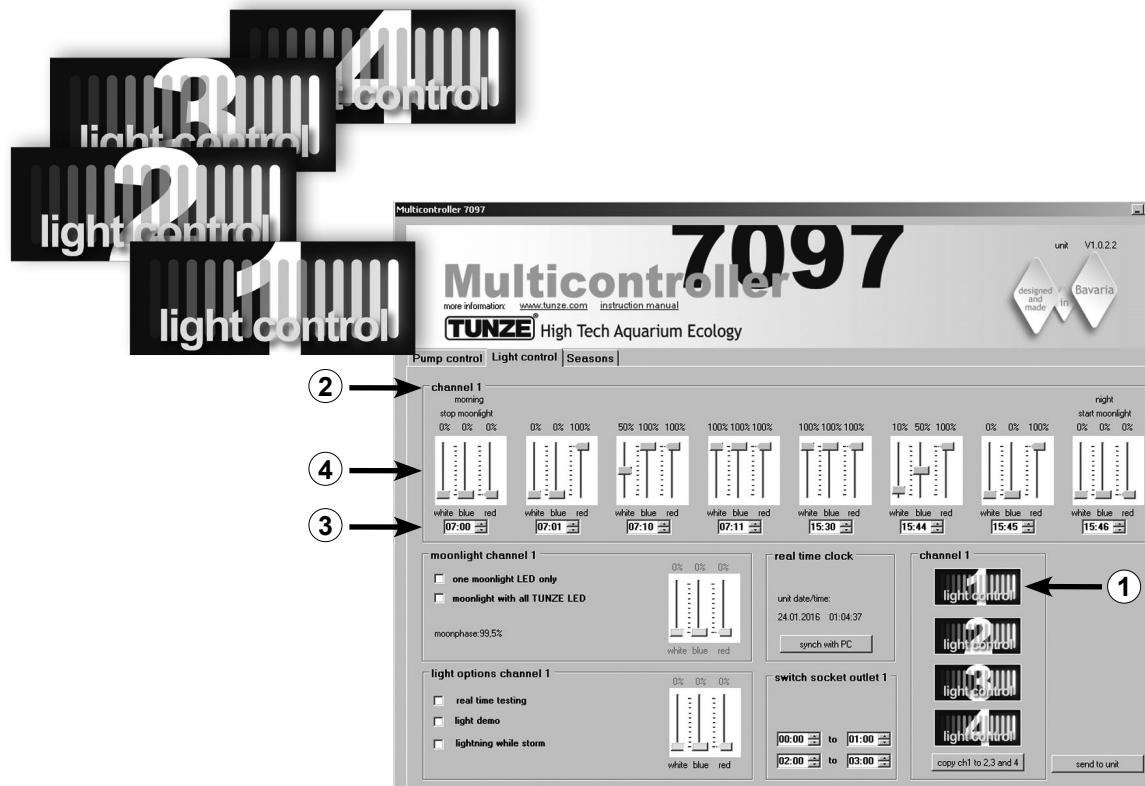 4
light control
3
light control
2
light control
1
light control
Multicontroller 7097
7097
Multicontroller
unit V1.0.2.2
designed and made in Bavaria
more information: www.tunze.com instruction manual
TUNZE® High Tech Aquarium Ecology
Pump control Light control Seasons
2
channel 1
morning night
stop moonlight start moonlight
0% 0% 0% 0% 0% 100% 50% 100% 100% 100% 100% 100% 100% 100% 100% 10% 50% 100% 0% 0% 100% 0% 0% 0%
4
white blue red white blue red white blue red white blue red white blue red white blue red white blue red white blue red
3
07:00 07:01 07:10 07:11 15:30 15:44 15:45 15:46
moonlight channel 1
0% 0% 0%
one moonlight LED only
moonlight with all TUNZE LED
moonphase:99,5%
white blue red
real time clock
unit date/time:
24.01.2016 01:04:37
synch with PC
channel 1
1
light control
1
2
light control
3
light control
4
light control
copy ch1 to 2,3 and 4
light options channel 1
0% 0% 0%
real time testing
light demo
lightning while storm
white blue red
switch socket outlet 1
00:00 to 01:00
02:00 to 03:00
send to unit